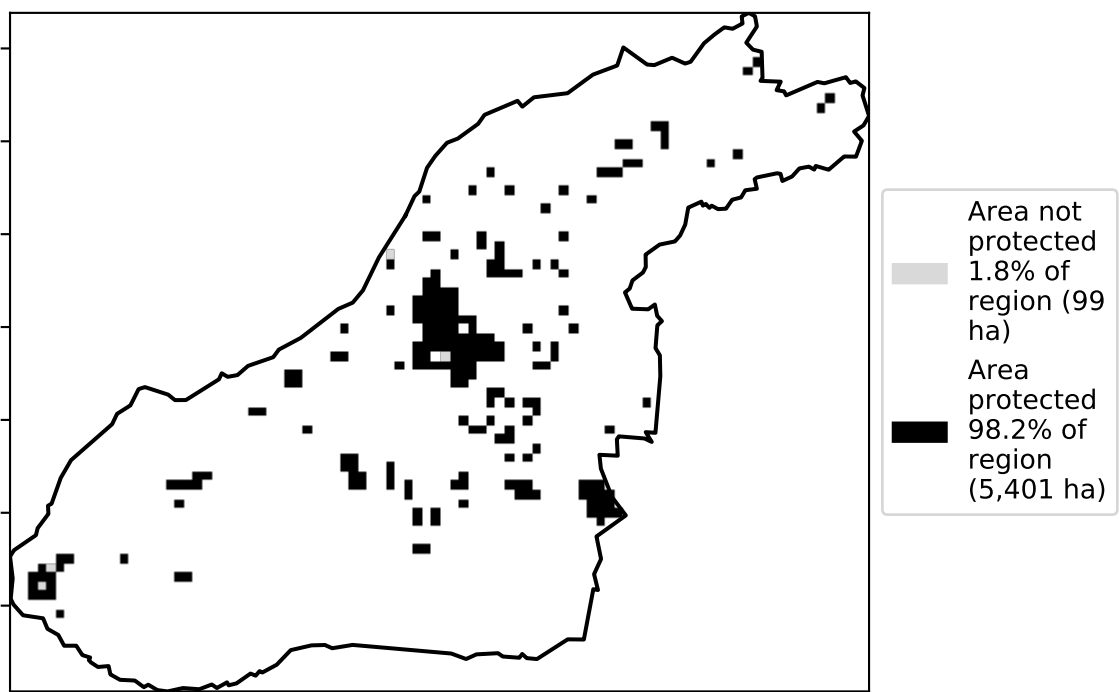 Area not
protected
1.8% of
region (99
ha)
Area
protected
98.2% of
region
(5,401 ha)